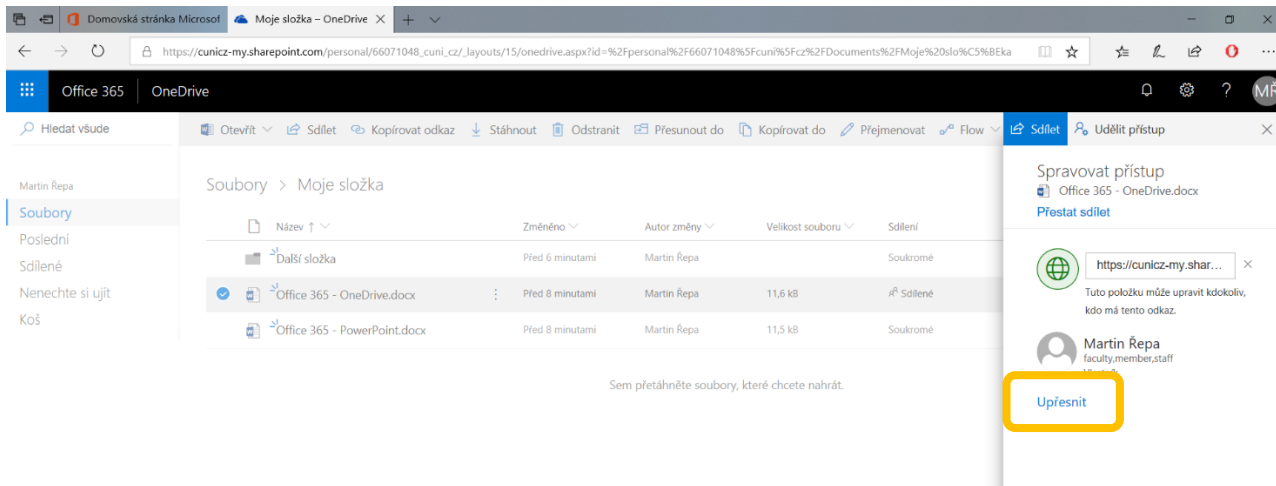 Domovská stránka Microsof
Moje složka – OneDrive
https://cunicz-my.sharepoint.com/personal/66071048_cuni_cz/_layouts/15/onedrive.aspx?id=%2Fpersonal%2F66071048%5Fcuni%5Fcz%2FDocuments%2FMoje%20slo%C5%BEka
Office 365 OneDrive ? MŘ
Hledat všude
Otevřít Sdílet Kopírovat odkaz Stáhnout Odstranit Přesunout do Kopírovat do Přejmenovat Flow
Sdílet Udělit přístup
Martin Řepa
Soubory
Poslední
Sdílené
Nenechte si ujít
Koš
Soubory > Moje složka
Název ↑ Změněno Autor změny Velikost souboru Sdílení
Další složka Před 6 minutami Martin Řepa Soukromé
Office 365 - OneDrive.docx Před 8 minutami Martin Řepa 11,6 kB Sdílené
Office 365 - PowerPoint.docx Před 8 minutami Martin Řepa 11,5 kB Soukromé
Sem přetáhněte soubory, které chcete nahrát.
Spravovat přístup
Office 365 - OneDrive.docx
Přestat sdílet
https://cunicz-my.shar...
Tuto položku může upravit kdokoliv,
kdo má tento odkaz.
Martin Řepa
faculty,member,staff
Upřesnit